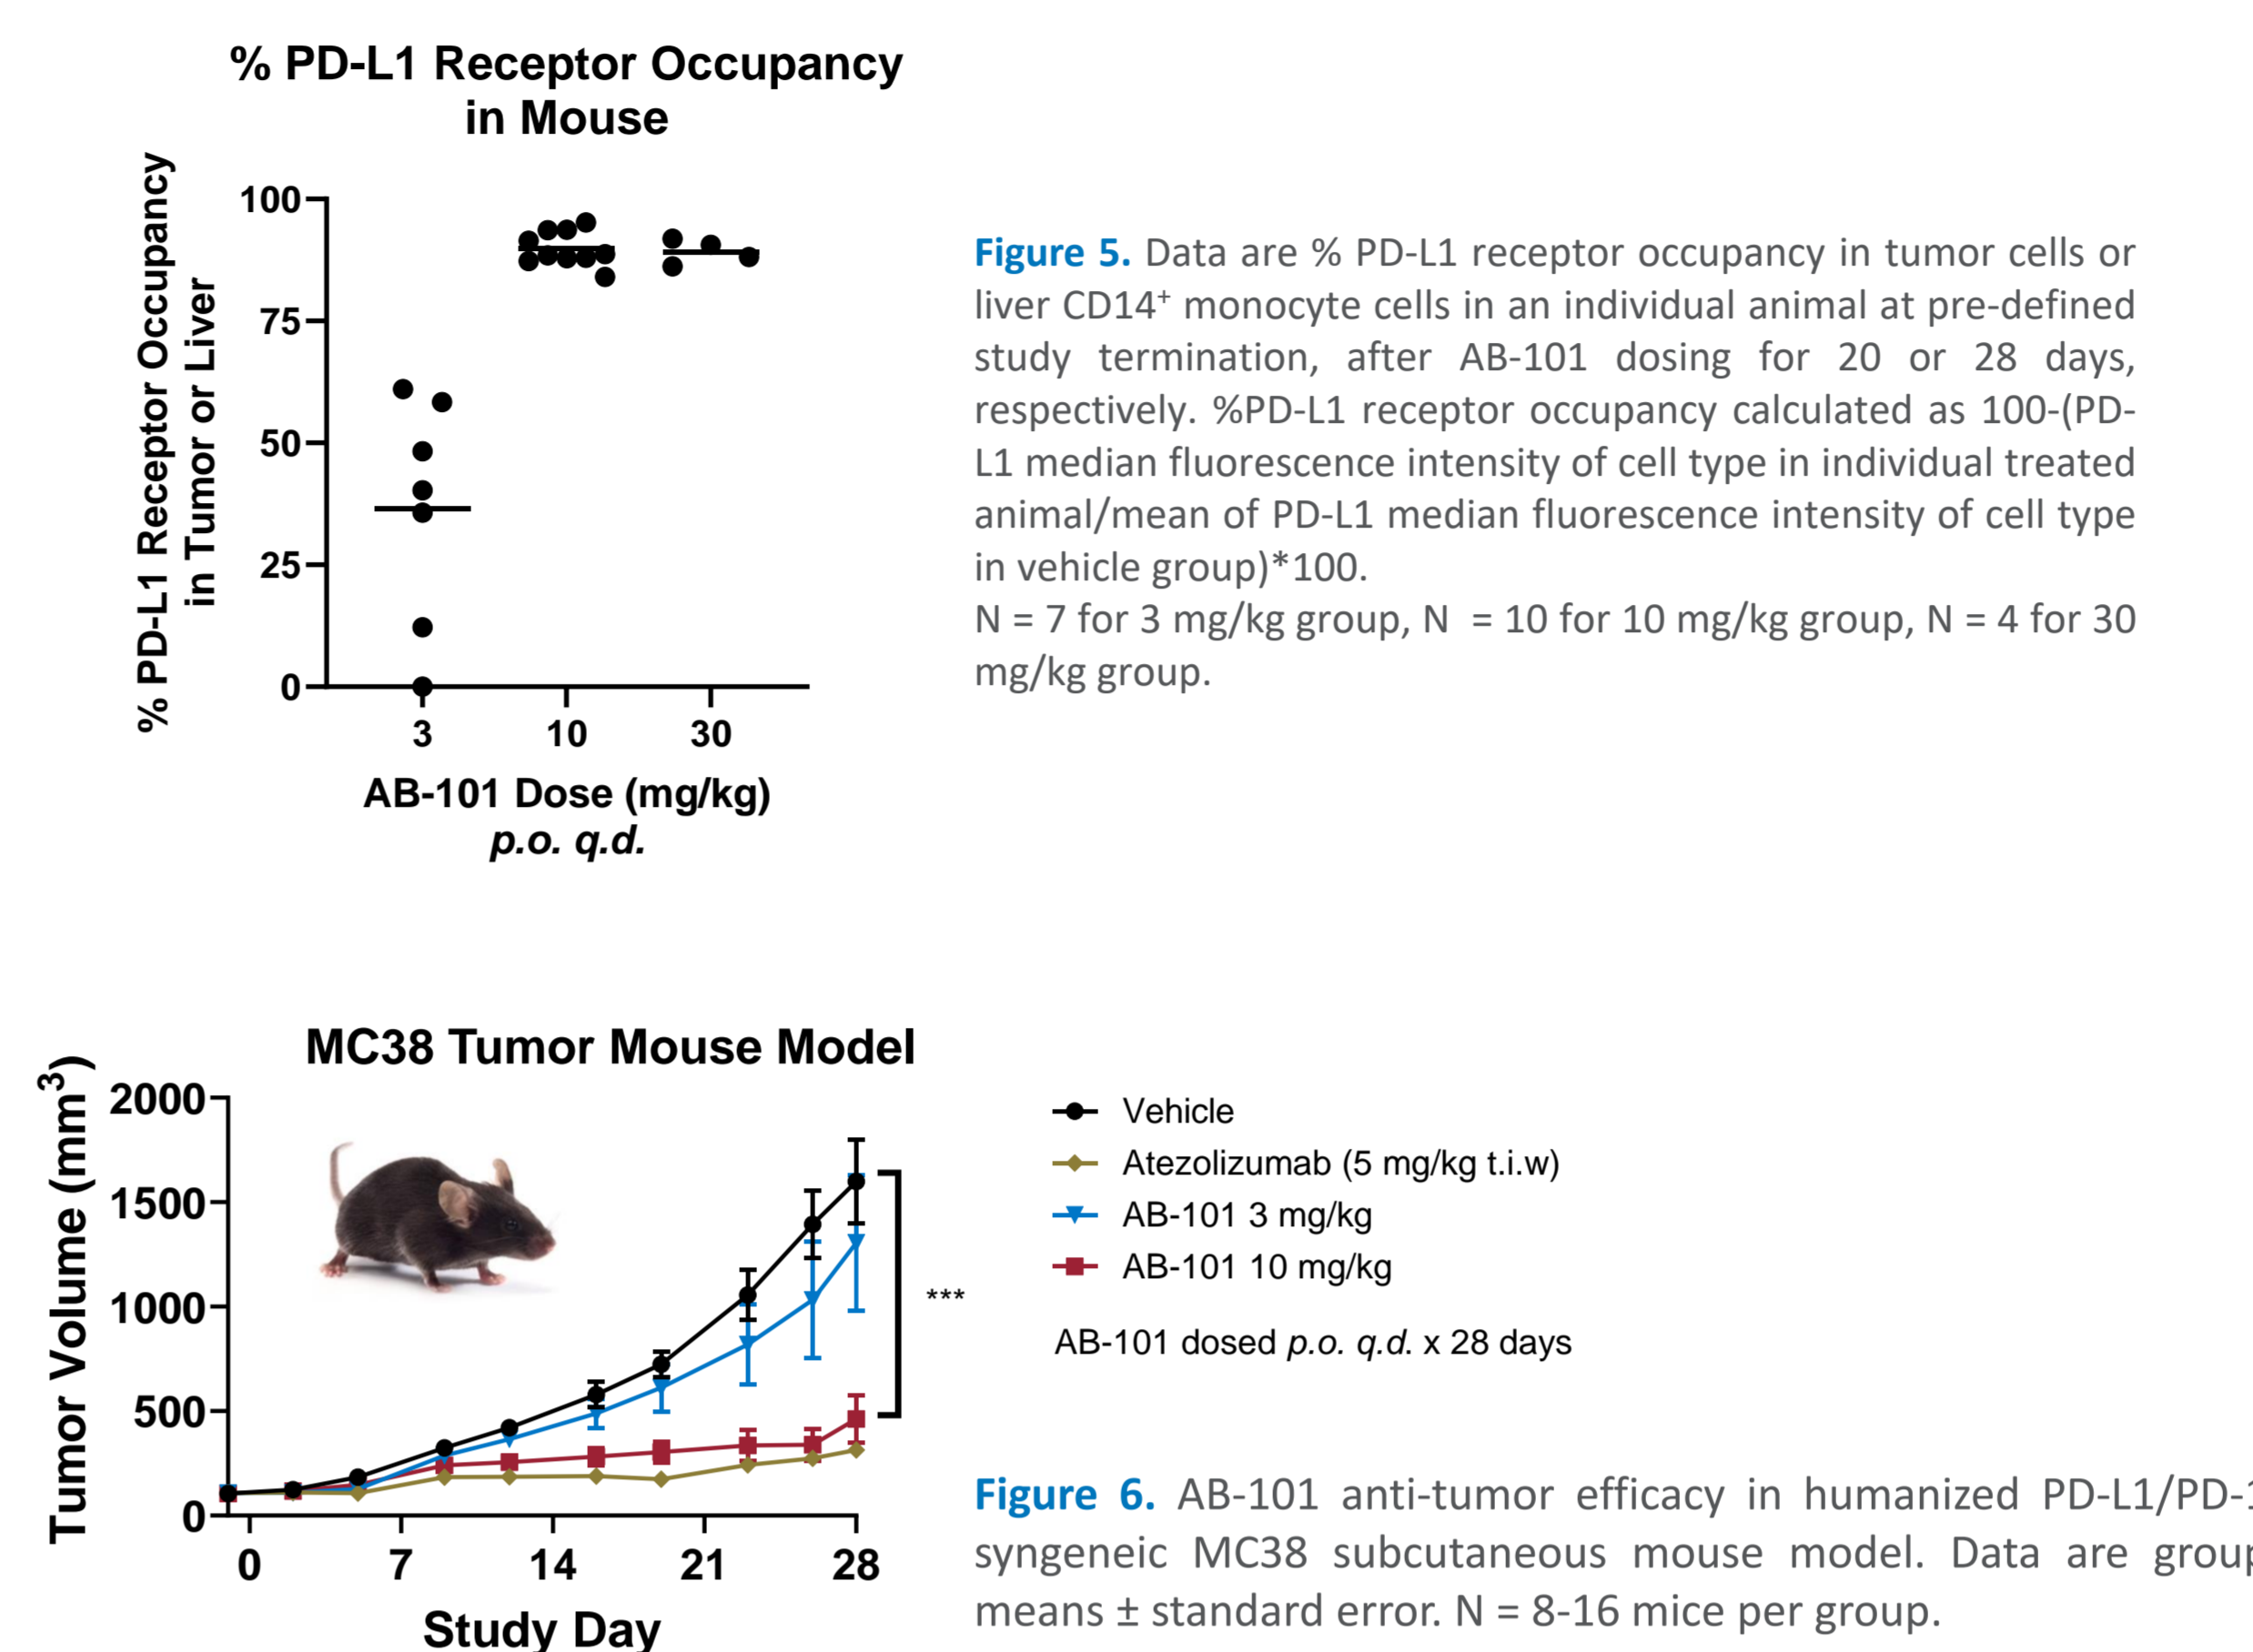 % PD-L1 Receptor Occupancy
in Mouse
% PD-L1 Receptor Occupancy
in Tumor or Liver
100
75
50
25
0
3
10
30
AB-101 Dose (mg/kg)
p.o. q.d.
Figure 5. Data are % PD-L1 receptor occupancy in tumor cells or
liver CD14⁺ monocyte cells in an individual animal at pre-defined
study termination, after AB-101 dosing for 20 or 28 days,
respectively. %PD-L1 receptor occupancy calculated as 100-(PD-
L1 median fluorescence intensity of cell type in individual treated
animal/mean of PD-L1 median fluorescence intensity of cell type
in vehicle group)*100.
N = 7 for 3 mg/kg group, N = 10 for 10 mg/kg group, N = 4 for 30
mg/kg group.
MC38 Tumor Mouse Model
Tumor Volume (mm³)
2000
1500
1000
500
0
0
7
14
21
28
Study Day
***
Vehicle
Atezolizumab (5 mg/kg t.i.w)
AB-101 3 mg/kg
AB-101 10 mg/kg
AB-101 dosed p.o. q.d. x 28 days
Figure 6. AB-101 anti-tumor efficacy in humanized PD-L1/PD-1
syngeneic MC38 subcutaneous mouse model. Data are group
means ± standard error. N = 8-16 mice per group.